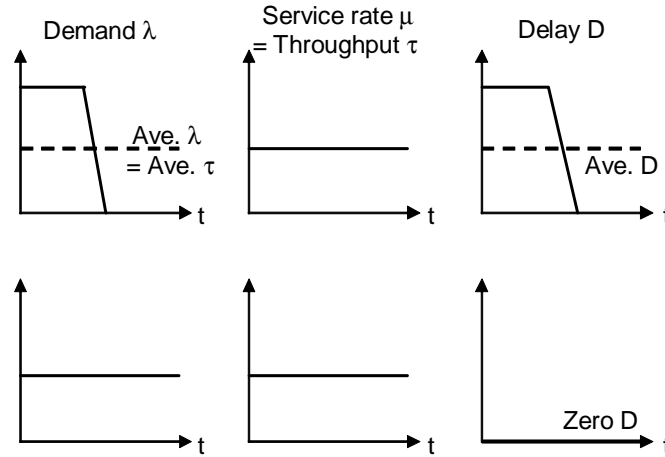 Demand λ
Service rate μ
= Throughput τ
Delay D
Ave. λ
= Ave. τ
t
t
Ave. D
t
t
t
Zero D
t